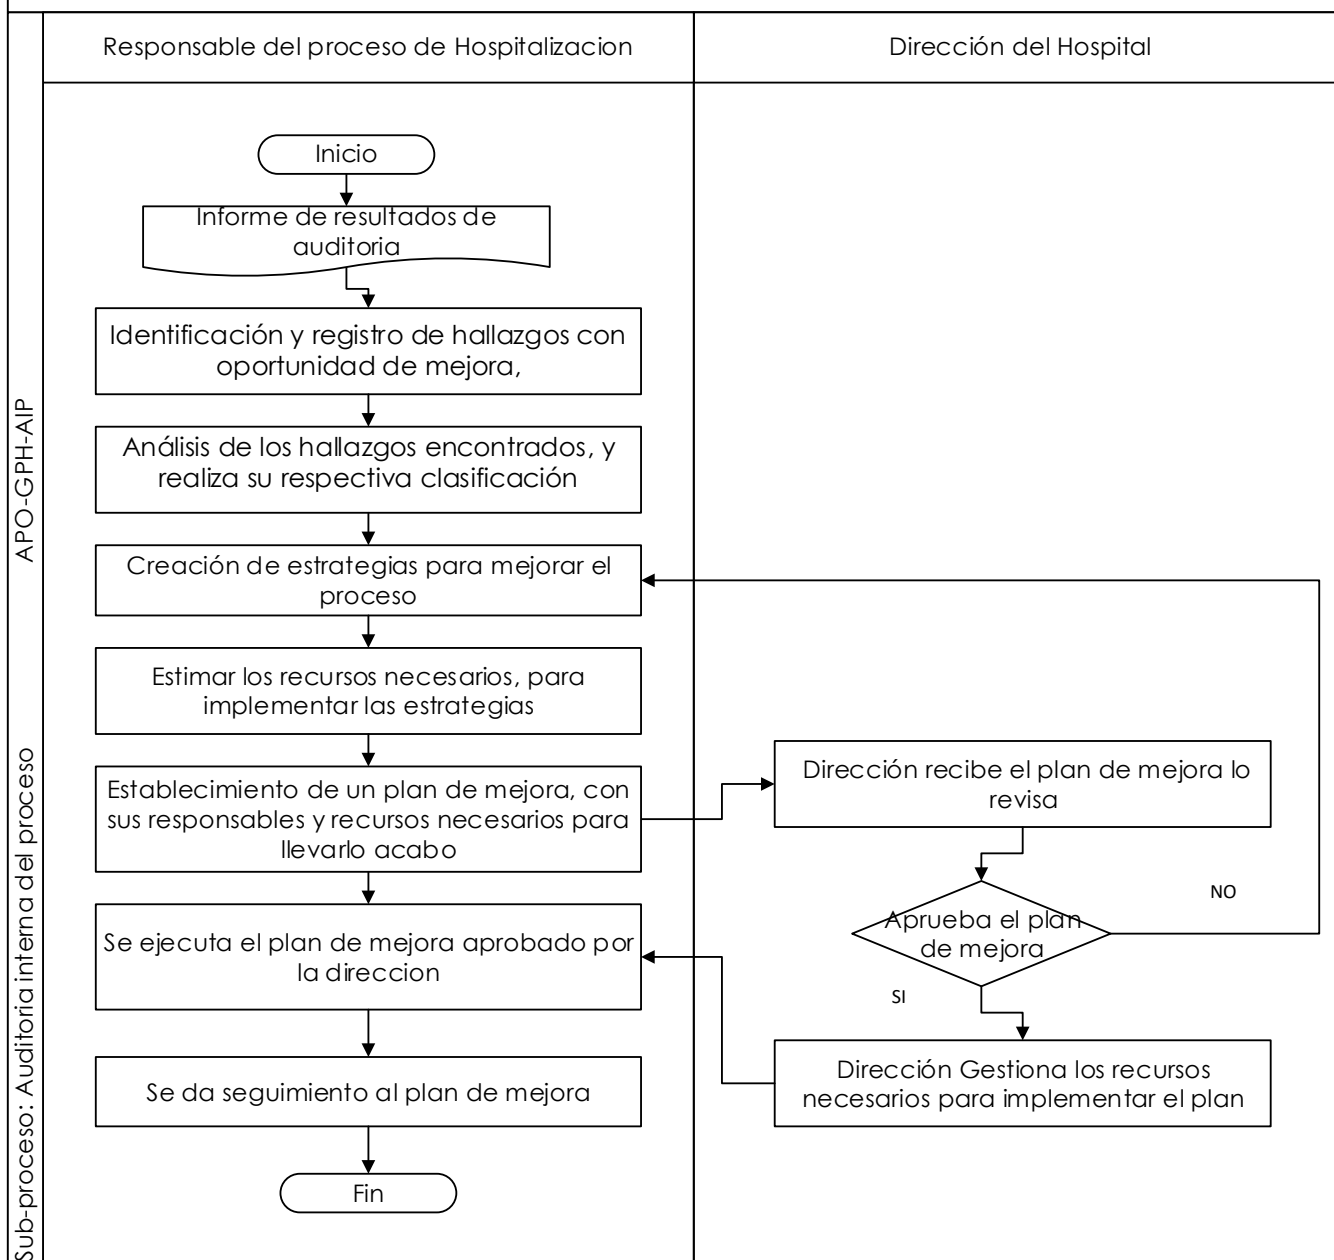 Responsable del proceso de Hospitalizacion
Dirección del Hospital
APO-GPH-AIP
Sub-proceso: Auditoria interna del proceso
Inicio
Informe de resultados de
auditoria
Identificación y registro de hallazgos con
oportunidad de mejora,
Análisis de los hallazgos encontrados, y
realiza su respectiva clasificación
Creación de estrategias para mejorar el
proceso
Estimar los recursos necesarios, para
implementar las estrategias
Establecimiento de un plan de mejora, con
sus responsables y recursos necesarios para
llevarlo acabo
Dirección recibe el plan de mejora lo
revisa
Aprueba el plan
de mejora
NO
SI
Dirección Gestiona los recursos
necesarios para implementar el plan
Se ejecuta el plan de mejora aprobado por
la direccion
Se da seguimiento al plan de mejora
Fin